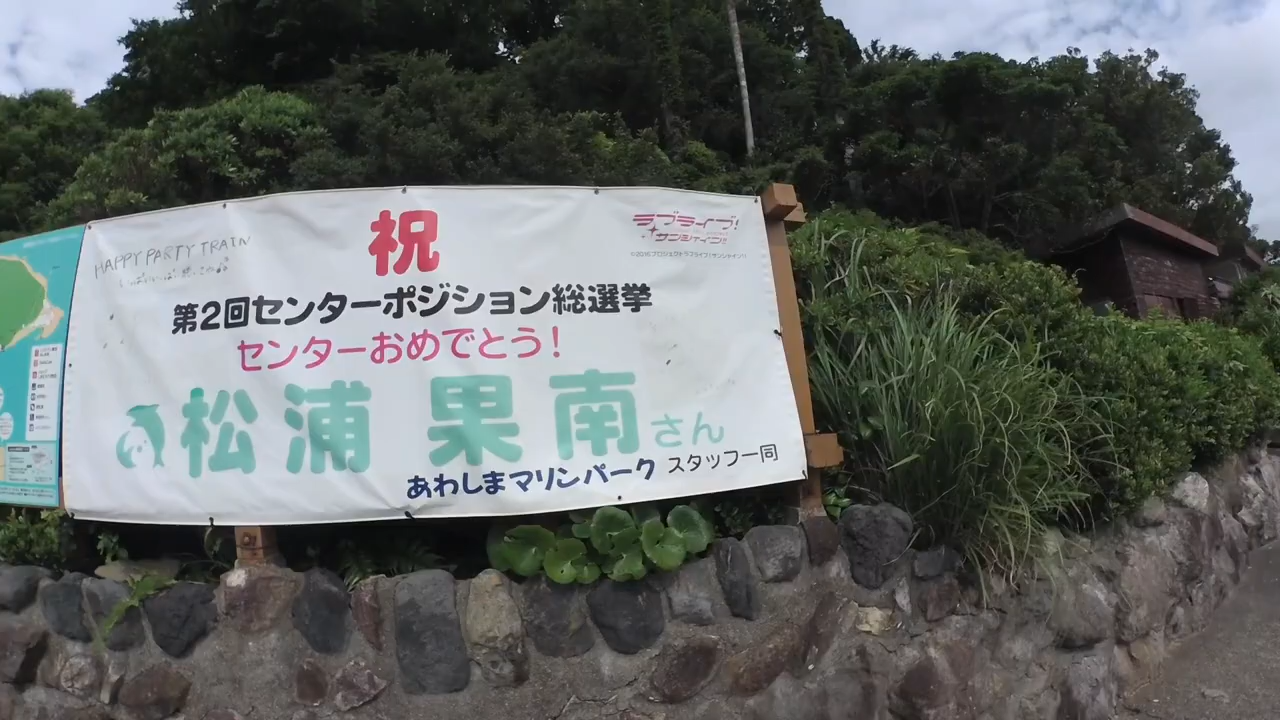 HAPPY PARTY TRAIN
祝
ラブライブ!
サンシャイン!!
©2016プロジェクトラブライブ!サンシャイン!!
第2回センターポジション総選挙
センターおめでとう!
松浦 果南さん
あわしまマリンパーク スタッフ一同